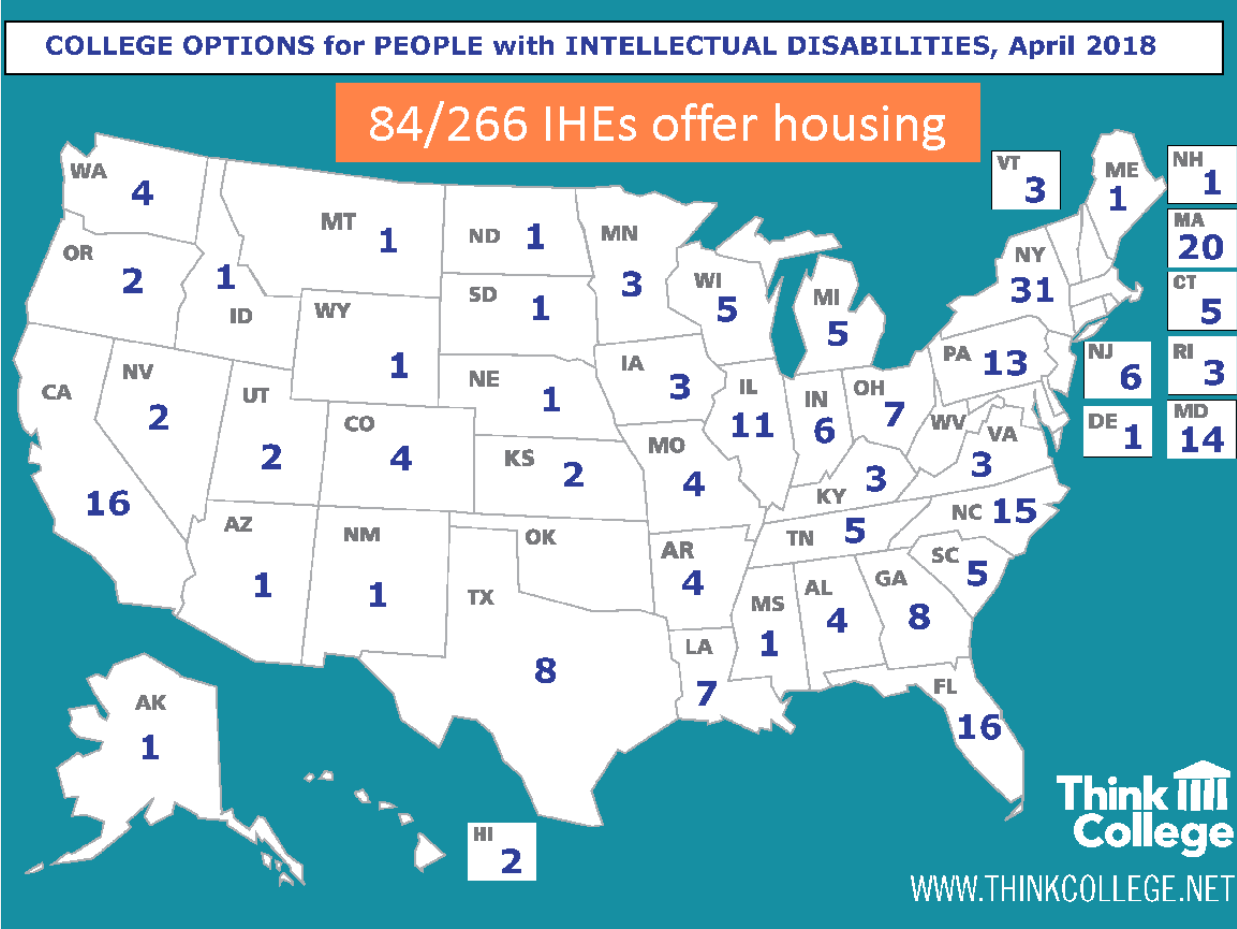 COLLEGE OPTIONS for PEOPLE with INTELLECTUAL DISABILITIES, April 2018
84/266 IHEs offer housing
WA
4
OR
2
1
ID
MT
1
WY
1
ND 1
SD
1
NE
1
KS
2
MN
3
IA
3
MO
4
WI
5
MI
5
IL
11
IN
6
OH
7
VT
3
ME
1
NH
1
MA
20
CT
5
RI
3
NY
31
PA 13
NJ
6
DE
1
MD
14
WV
VA
3
KY
3
CA
16
NV
2
UT
2
CO
4
AZ
1
NM
1
OK
TX
8
AR
4
LA
7
MS
1
AL
4
GA
8
TN
5
NC 15
SC
5
FL
16
AK
1
HI
2
Think
College
WWW.THINKCOLLEGE.NET